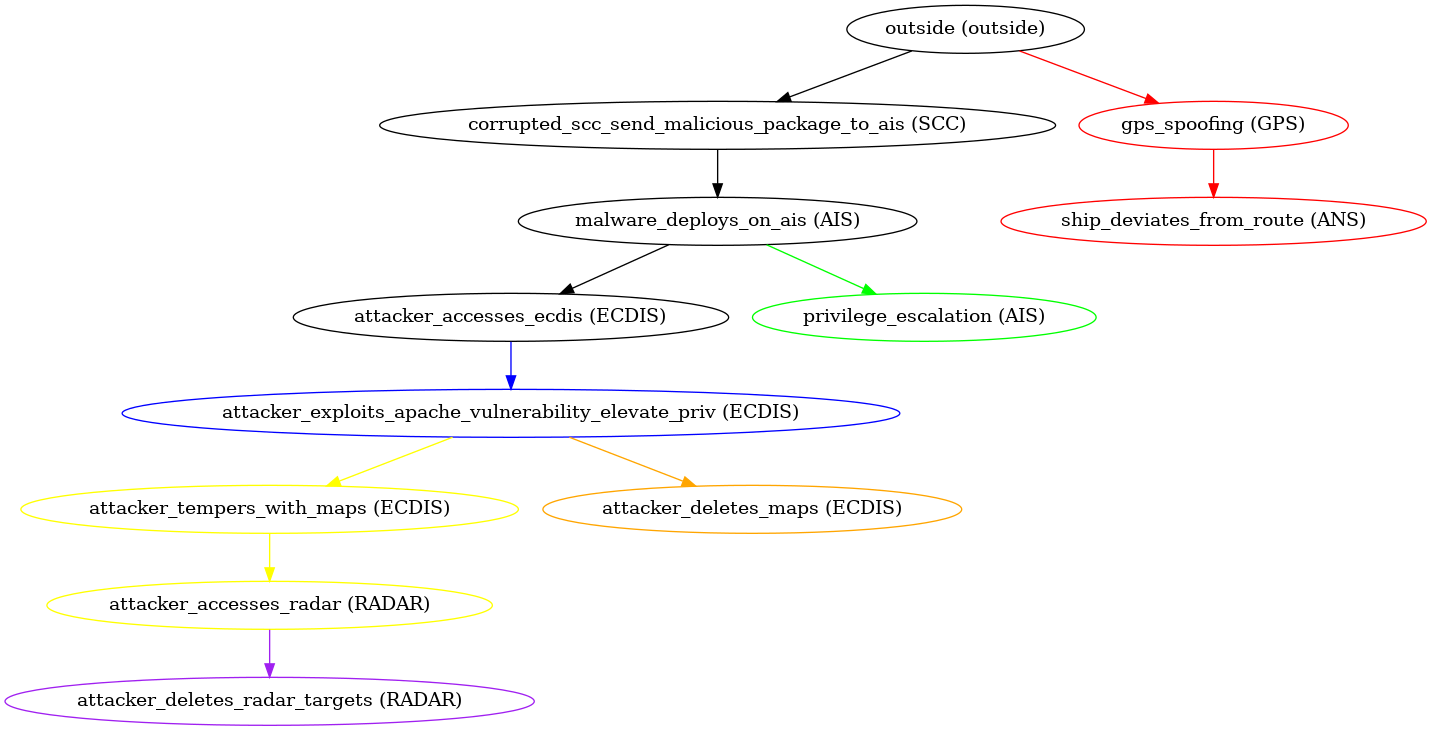 outside (outside)
corrupted_scc_send_malicious_package_to_ais (SCC)
gps_spoofing (GPS)
malware_deploys_on_ais (AIS)
ship_deviates_from_route (ANS)
attacker_accesses_ecdis (ECDIS)
privilege_escalation (AIS)
attacker_exploits_apache_vulnerability_elevate_priv (ECDIS)
attacker_tempers_with_maps (ECDIS)
attacker_deletes_maps (ECDIS)
attacker_accesses_radar (RADAR)
attacker_deletes_radar_targets (RADAR)